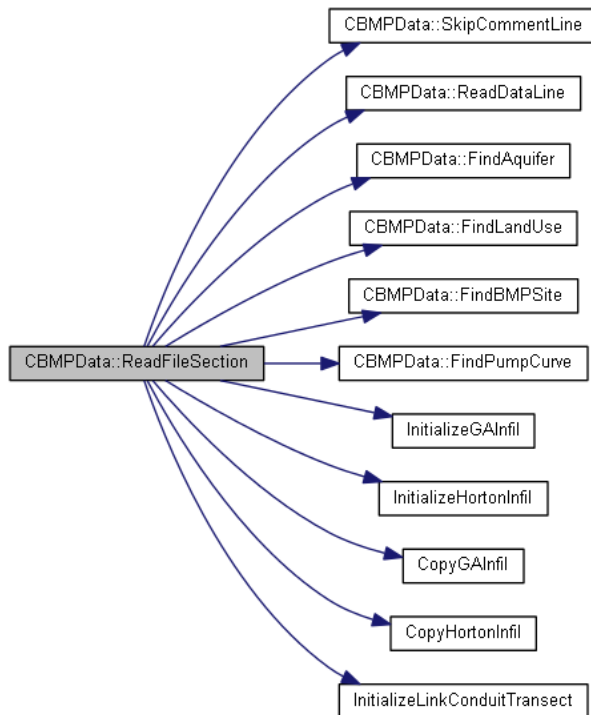 CBMPData::SkipCommentLine
CBMPData::ReadDataLine
CBMPData::FindAquifer
CBMPData::FindLandUse
CBMPData::FindBMPSite
CBMPData::ReadFileSection
CBMPData::FindPumpCurve
InitializeGAInfil
InitializeHortonInfil
CopyGAInfil
CopyHortonInfil
InitializeLinkConduitTransect